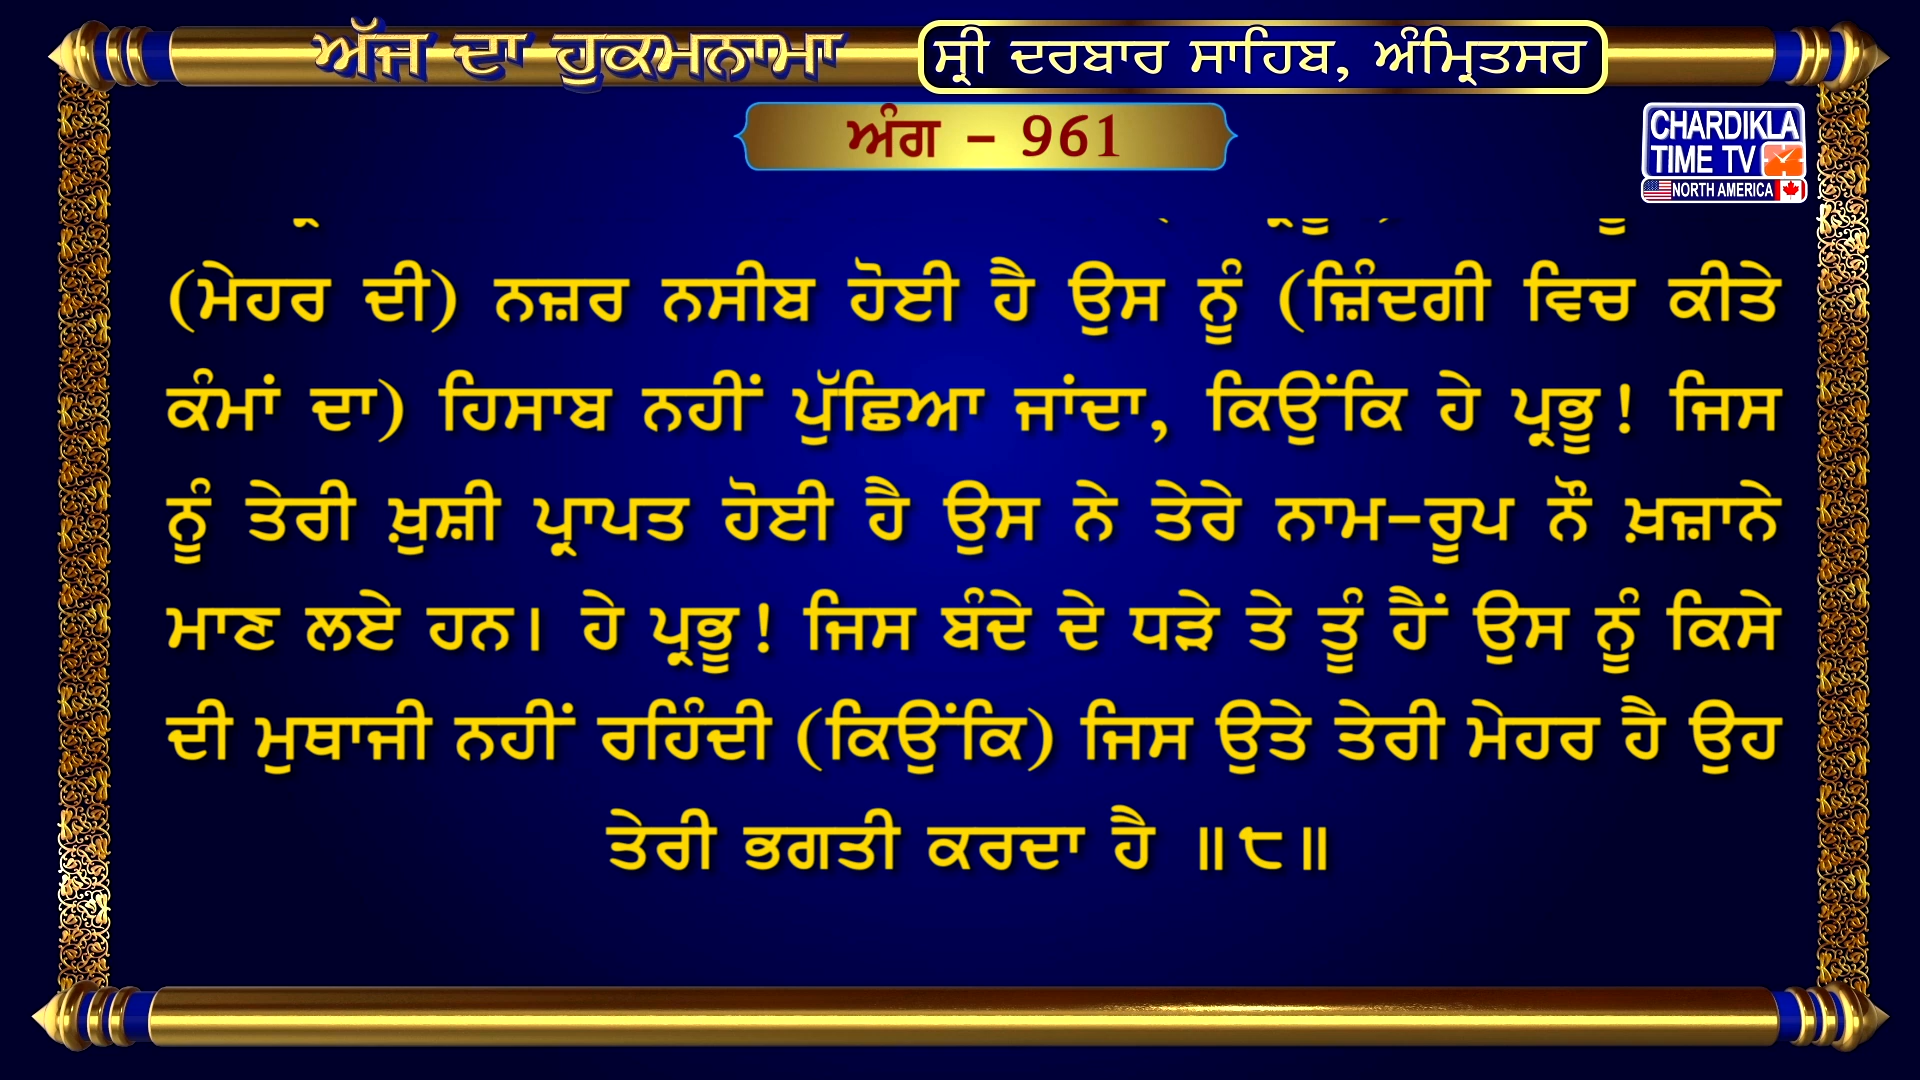 ਅੱਜ ਦਾ ਹੁਕਮਨਾਮਾ
ਸ੍ਰੀ ਦਰਬਾਰ ਸਾਹਿਬ, ਅੰਮ੍ਰਿਤਸਰ
ਅੰਗ - 961
CHARDIKLA
TIME TV
NORTH AMERICA
(ਮੇਹਰ ਦੀ) ਨਜ਼ਰ ਨਸੀਬ ਹੋਈ ਹੈ ਉਸ ਨੂੰ (ਜ਼ਿੰਦਗੀ ਵਿਚ ਕੀਤੇ
ਕੰਮਾਂ ਦਾ) ਹਿਸਾਬ ਨਹੀਂ ਪੁੱਛਿਆ ਜਾਂਦਾ, ਕਿਉਂਕਿ ਹੇ ਪ੍ਰਭੂ! ਜਿਸ
ਨੂੰ ਤੇਰੀ ਖ਼ੁਸ਼ੀ ਪ੍ਰਾਪਤ ਹੋਈ ਹੈ ਉਸ ਨੇ ਤੇਰੇ ਨਾਮ-ਰੂਪ ਨੌ ਖ਼ਜ਼ਾਨੇ
ਮਾਣ ਲਏ ਹਨ। ਹੇ ਪ੍ਰਭੂ! ਜਿਸ ਬੰਦੇ ਦੇ ਧੜੇ ਤੇ ਤੂੰ ਹੈਂ ਉਸ ਨੂੰ ਕਿਸੇ
ਦੀ ਮੁਥਾਜੀ ਨਹੀਂ ਰਹਿੰਦੀ (ਕਿਉਂਕਿ) ਜਿਸ ਉਤੇ ਤੇਰੀ ਮੇਹਰ ਹੈ ਉਹ
ਤੇਰੀ ਭਗਤੀ ਕਰਦਾ ਹੈ ॥੮॥